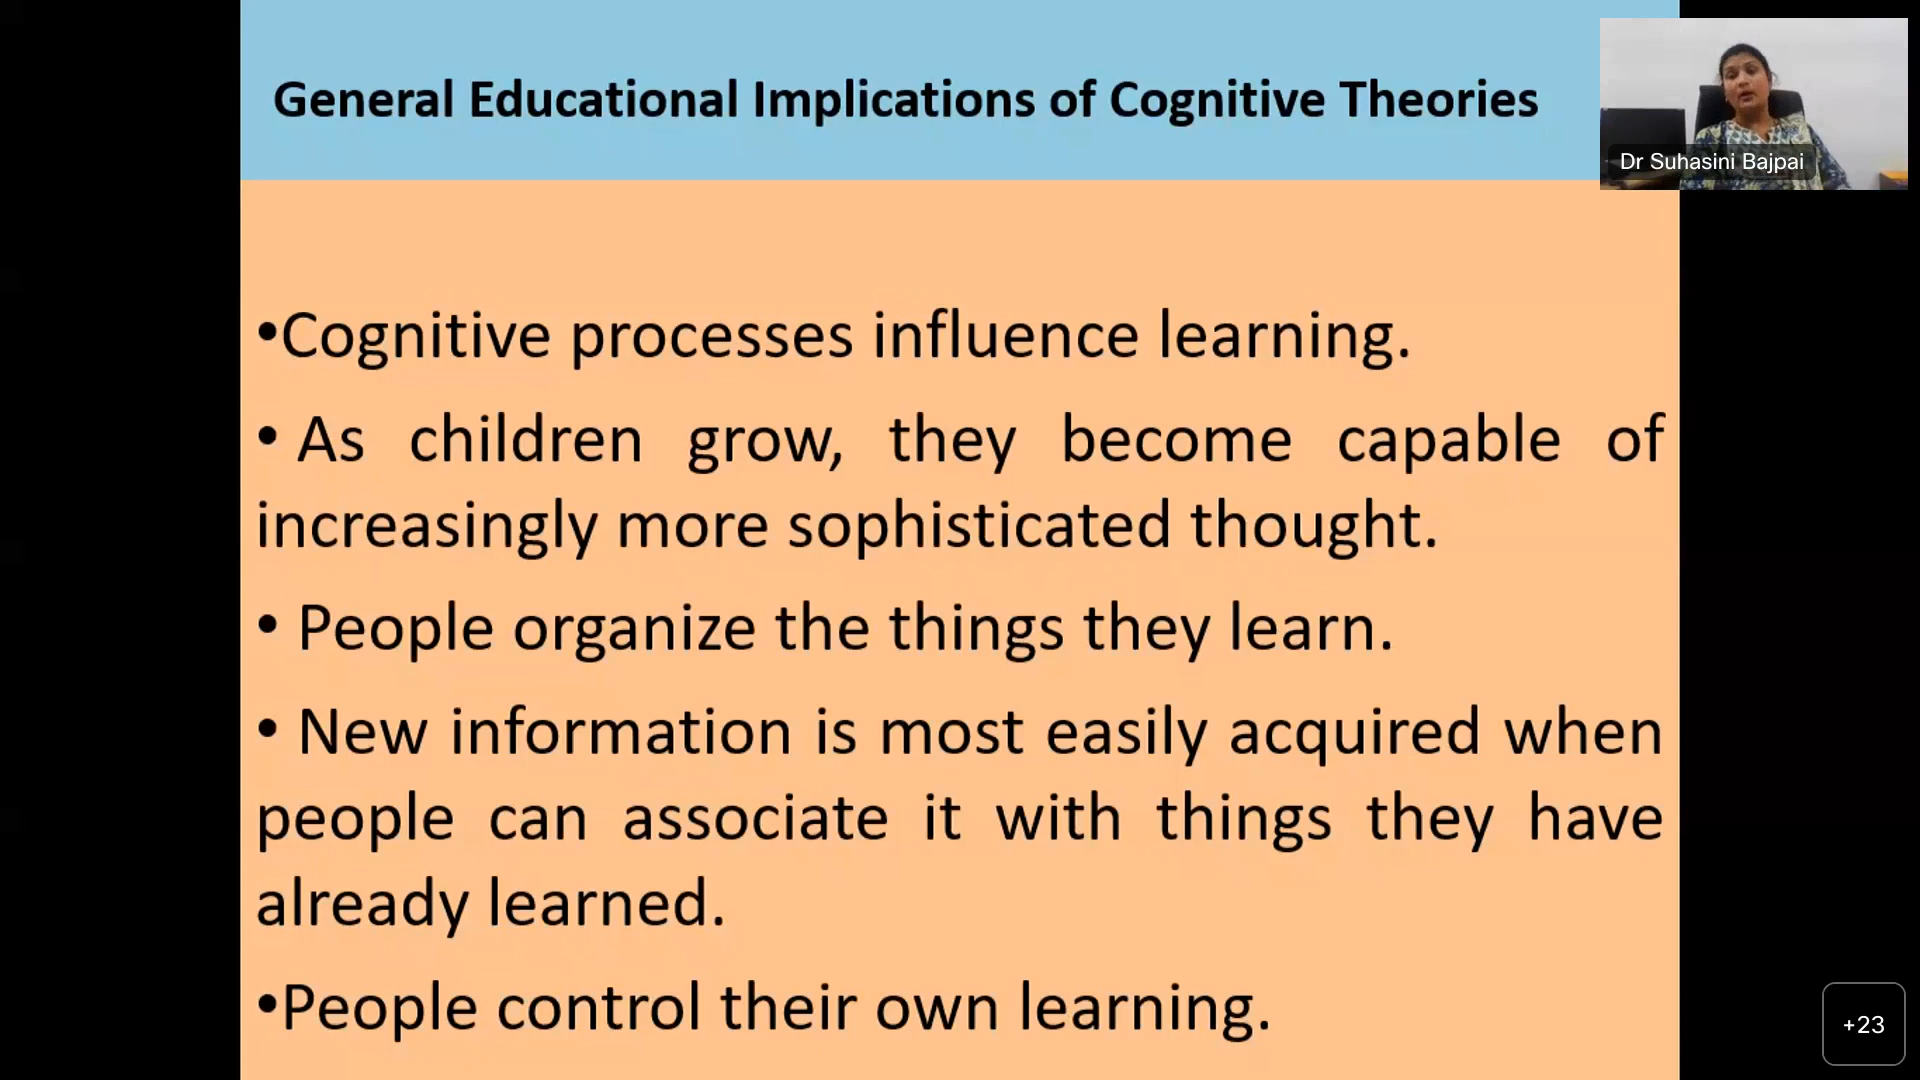 General Educational Implications of Cognitive Theories
Dr Suhasini Bajpai
•Cognitive processes influence learning.
• As children grow, they become capable of
increasingly more sophisticated thought.
• People organize the things they learn.
• New information is most easily acquired when
people can associate it with things they have
already learned.
•People control their own learning.
+23